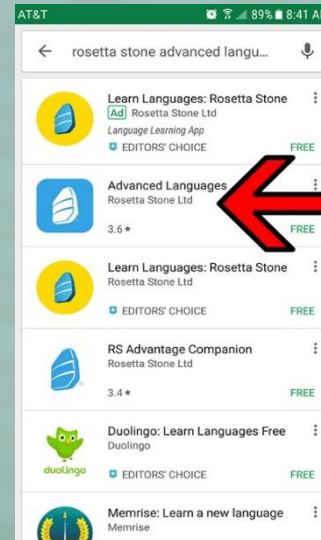 AT&T 89% 8:41 AM
rosetta stone advanced langu...
Learn Languages: Rosetta Stone
Ad Rosetta Stone Ltd
Language Learning App
EDITORS' CHOICE FREE
Advanced Languages
Rosetta Stone Ltd
3.6★ FREE
Learn Languages: Rosetta Stone
Rosetta Stone Ltd
EDITORS' CHOICE FREE
RS Advantage Companion
Rosetta Stone Ltd
3.4★ FREE
Duolingo: Learn Languages Free
Duolingo
duolingo
EDITORS' CHOICE FREE
Memrise: Learn a new language
Memrise